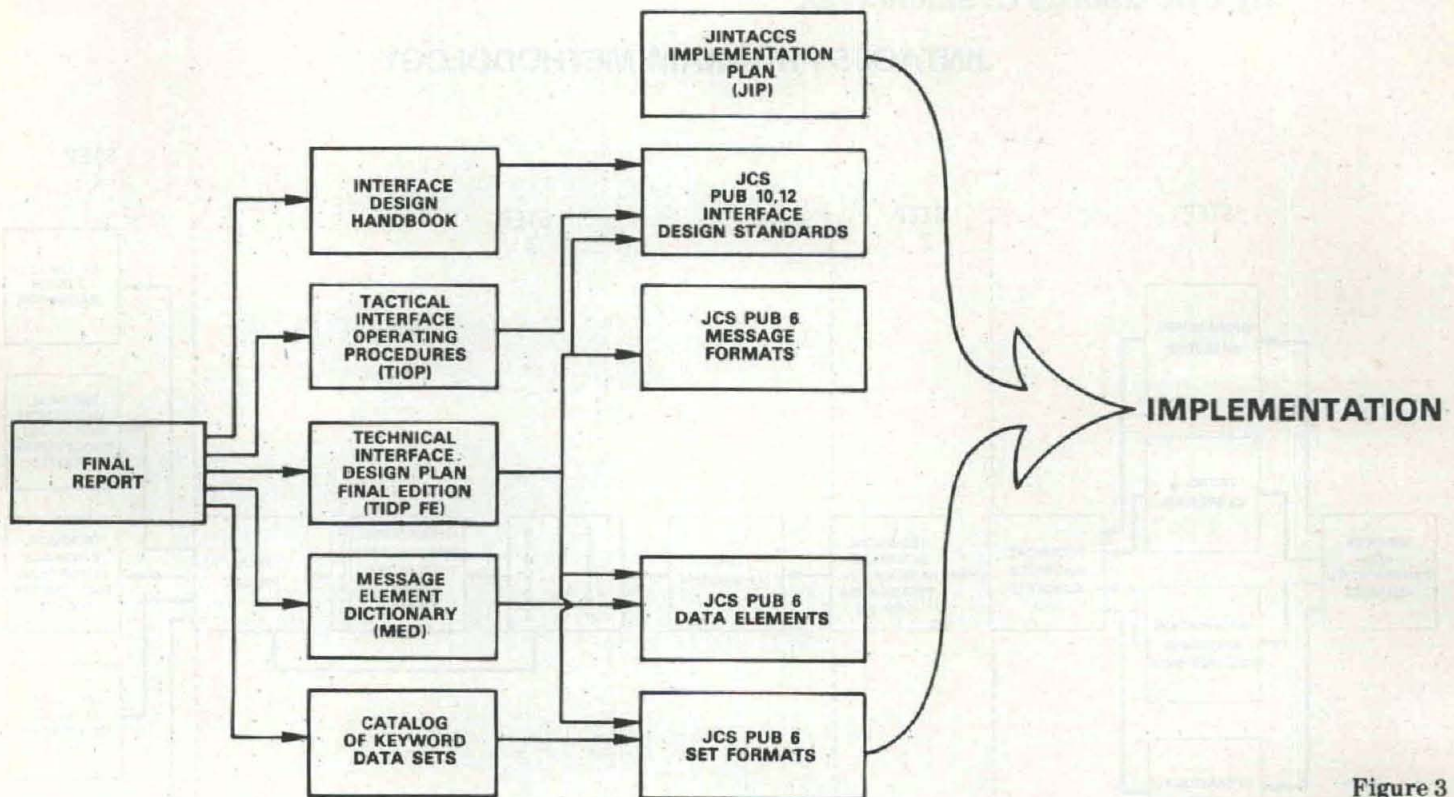 JINTACCS
IMPLEMENTATION
PLAN
(JIP)
INTERFACE
DESIGN
HANDBOOK
JCS
PUB 10.12
INTERFACE
DESIGN STANDARDS
TACTICAL
INTERFACE
OPERATING
PROCEDURES
(TIOP)
JCS PUB 6
MESSAGE
FORMATS
IMPLEMENTATION
FINAL
REPORT
TECHNICAL
INTERFACE
DESIGN PLAN
FINAL EDITION
(TIDP FE)
MESSAGE
ELEMENT
DICTIONARY
(MED)
JCS PUB 6
DATA ELEMENTS
CATALOG
OF KEYWORD
DATA SETS
JCS PUB 6
SET FORMATS
Figure 3